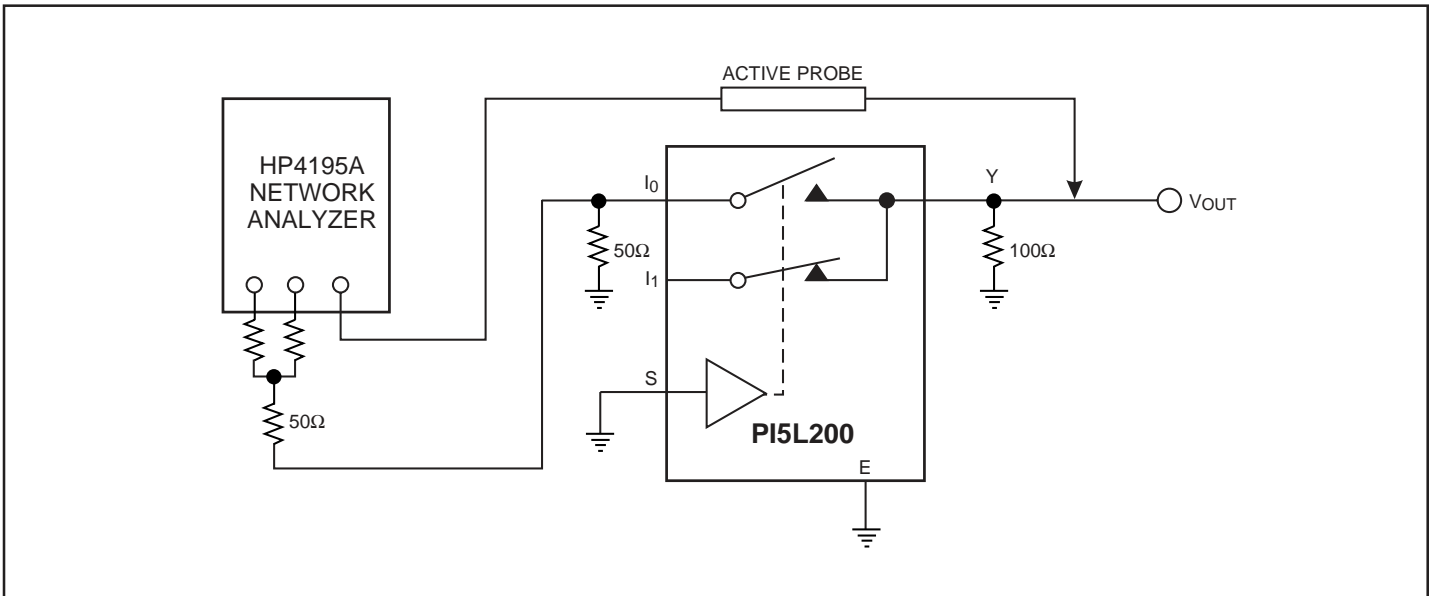 ACTIVE PROBE
HP4195A
NETWORK
ANALYZER
I0
Y
VOUT
50Ω
100Ω
I1
S
50Ω
PI5L200
E